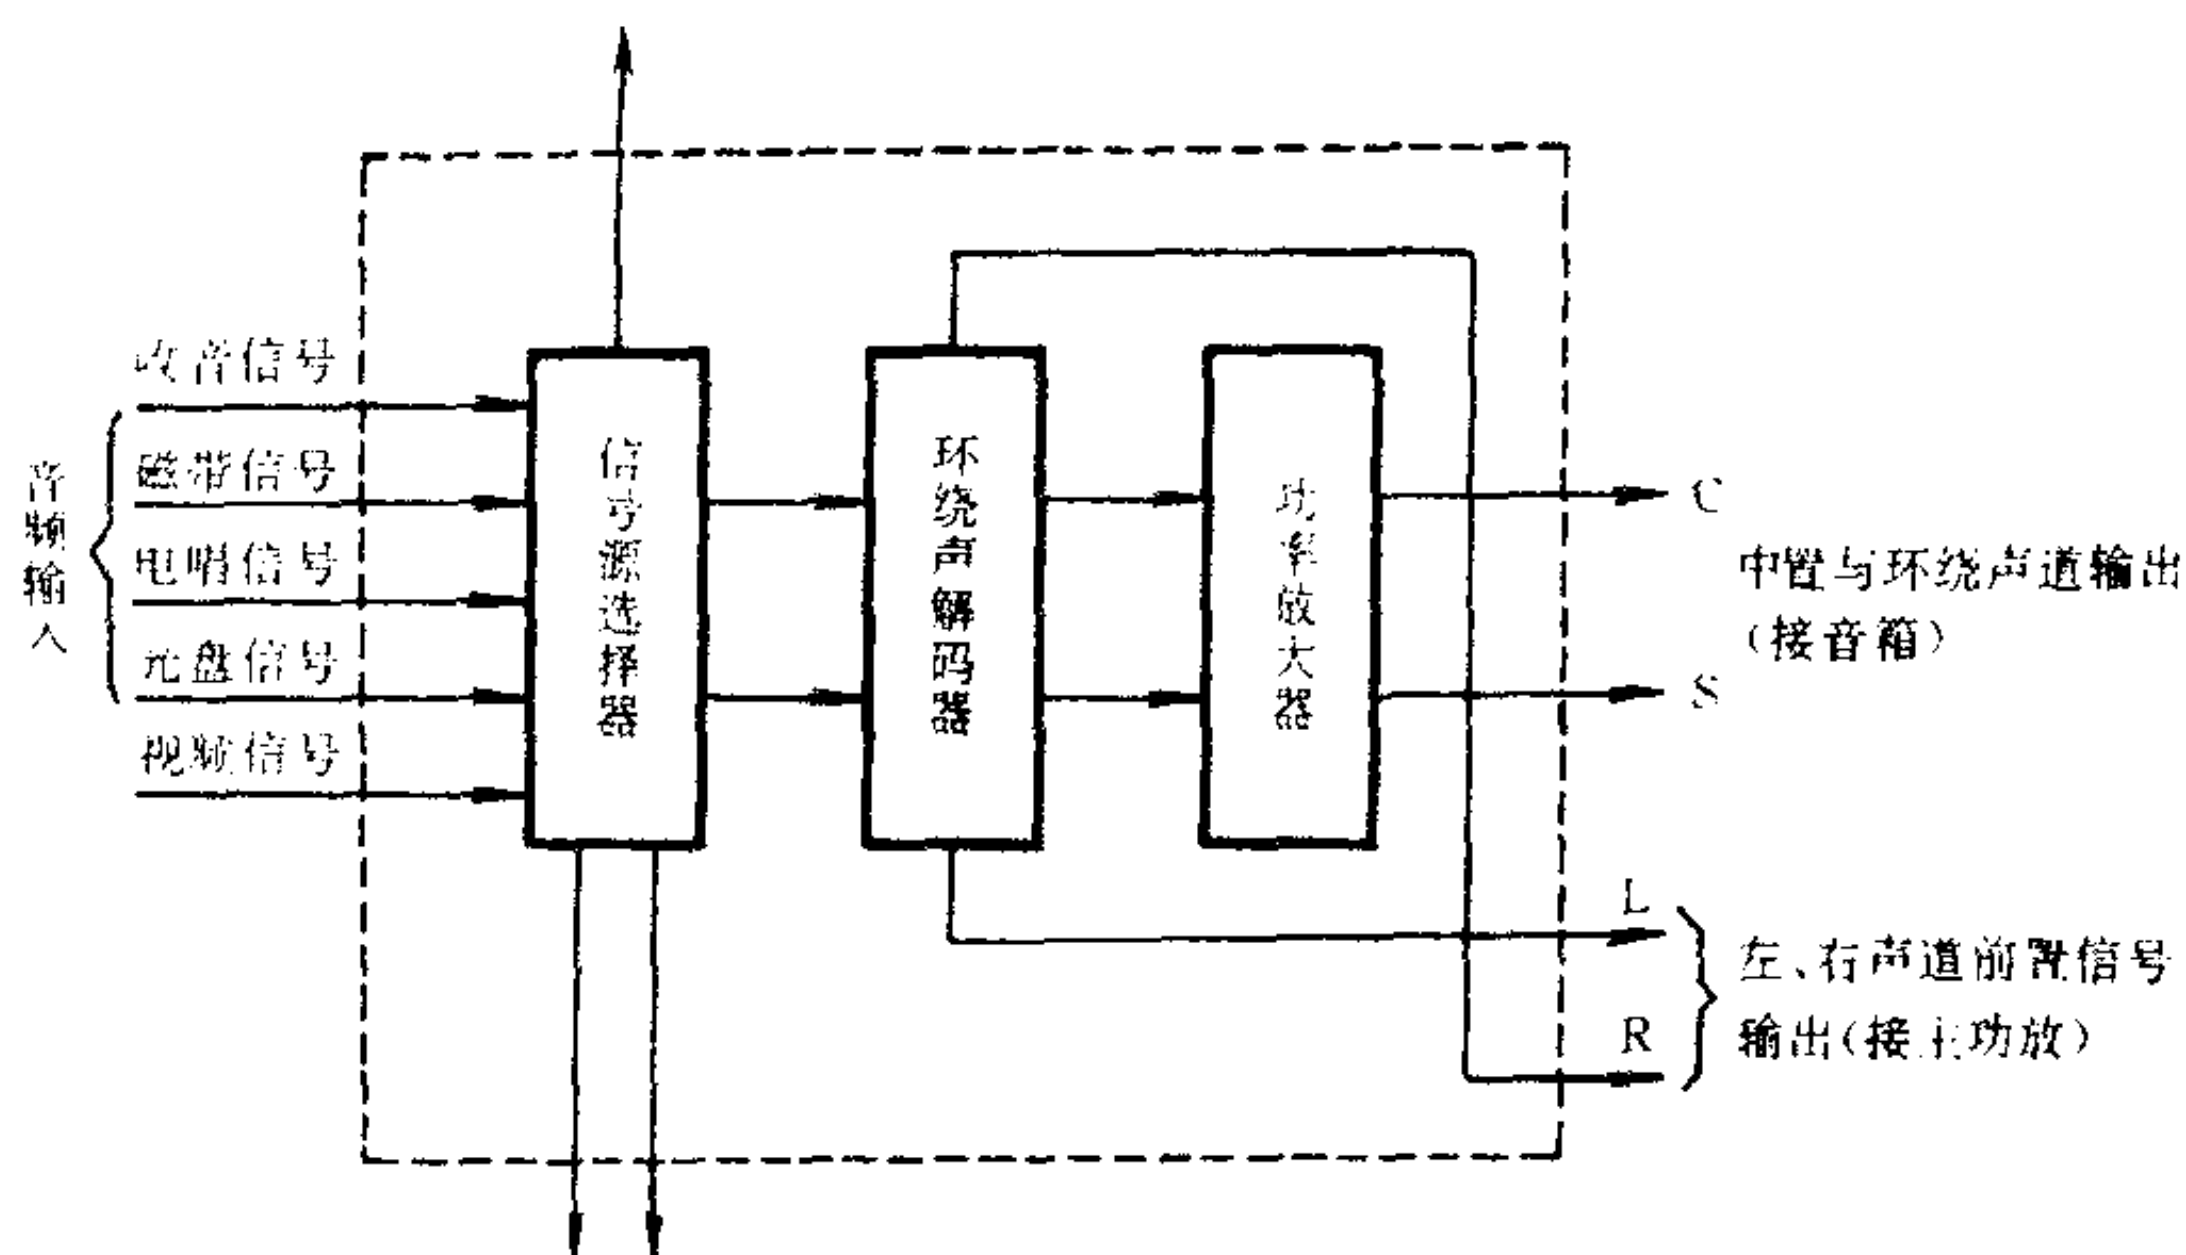 收音信号
磁带信号
电唱信号
光盘信号
视频信号
音频输入
信号源选择器
环绕声解码器
功率放大器
C
中置与环绕声道输出
（接音箱）
S
L
左、右声道前置信号
R
输出（接主功放）